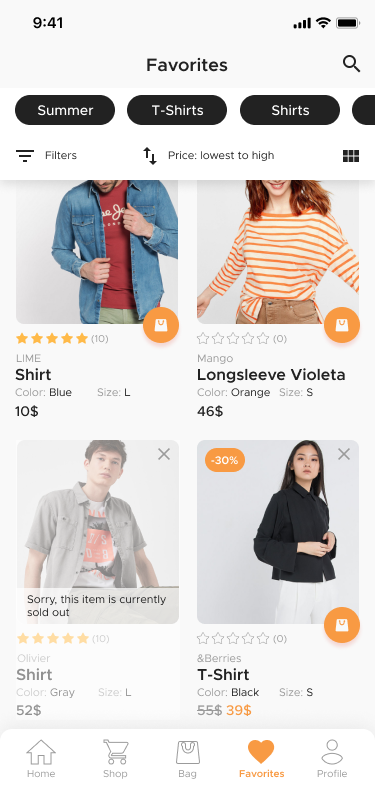 9:41
Favorites
Summer
T-Shirts
Shirts
Filters
Price: lowest to high
(10)
(0)
LIME
Mango
Shirt
Longsleeve Violeta
Color: Blue Size: L
Color: Orange Size: S
10$
46$
-30%
Sorry, this item is currently
sold out
(10)
(0)
Olivier
&Berries
Shirt
T-Shirt
Color: Gray Size: L
Color: Black Size: S
52$
55$ 39$
Home
Shop
Bag
Favorites
Profile